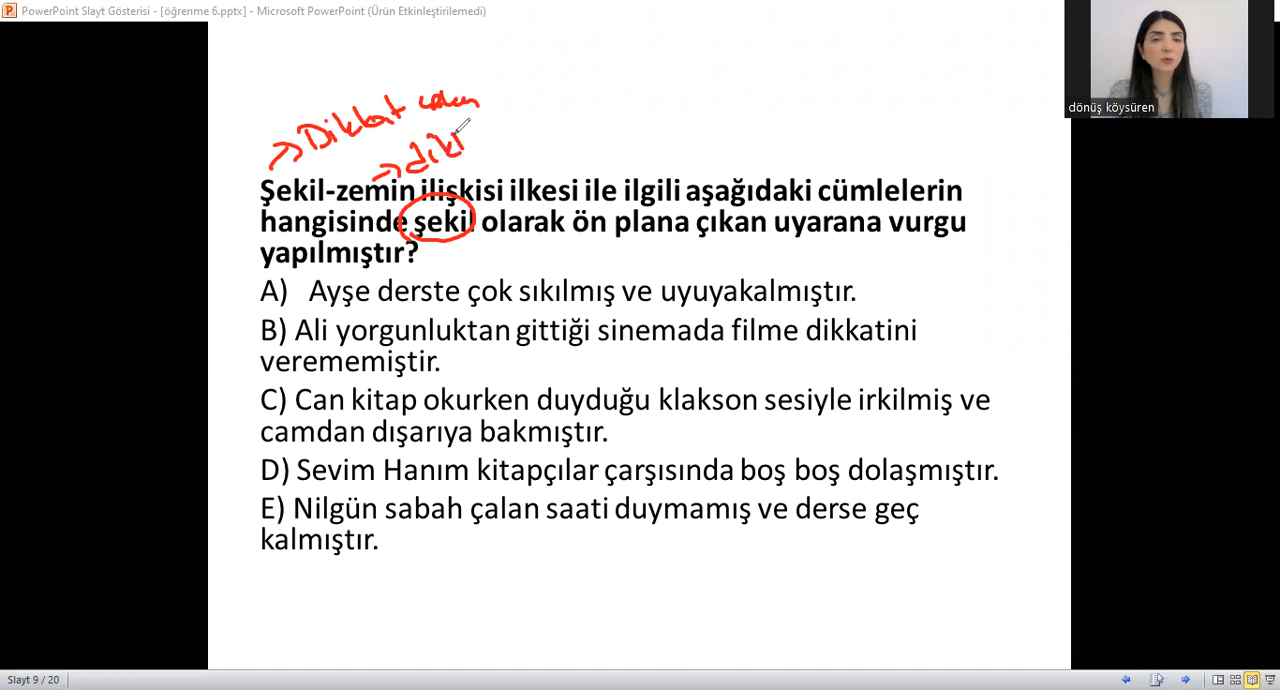 PowerPoint Slayt Gösterisi - [öğrenme 6.pptx] - Microsoft PowerPoint (Ürün Etkinleştirilemedi)
dönüş köysüren
→ Dikkat
→ diki
Şekil-zemin ilişkisi ilkesi ile ilgili aşağıdaki cümlelerin
hangisinde şekil olarak ön plana çıkan uyarana vurgu
yapılmıştır?
A) Ayşe derste çok sıkılmış ve uyuyakalmıştır.
B) Ali yorgunluktan gittiği sinemada filme dikkatini
verememiştir.
C) Can kitap okurken duyduğu klakson sesiyle irkilmiş ve
camdan dışarıya bakmıştır.
D) Sevim Hanım kitapçılar çarşısında boş boş dolaşmıştır.
E) Nilgün sabah çalan saati duymamış ve derse geç
kalmıştır.
Slayt 9 / 20